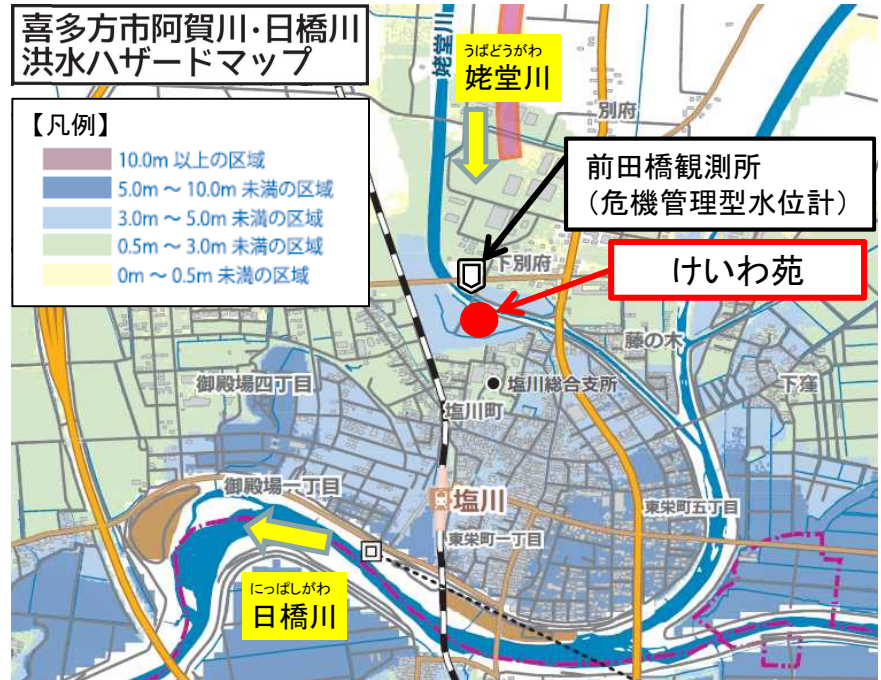 喜多方市阿賀川・日橋川
洪水ハザードマップ
【凡例】
10.0m 以上の区域
5.0m ～ 10.0m 未満の区域
3.0m ～ 5.0m 未満の区域
0.5m ～ 3.0m 未満の区域
0m ～ 0.5m 未満の区域
姥堂川
うばどうがわ
姥堂川
別府
前田橋観測所
（危機管理型水位計）
下別府
けいわ苑
藤の木
御殿場四丁目
塩川総合支所
下窪
塩川町
御殿場一丁目
塩川
東栄町五丁目
東栄町一丁目
にっぱしがわ
日橋川